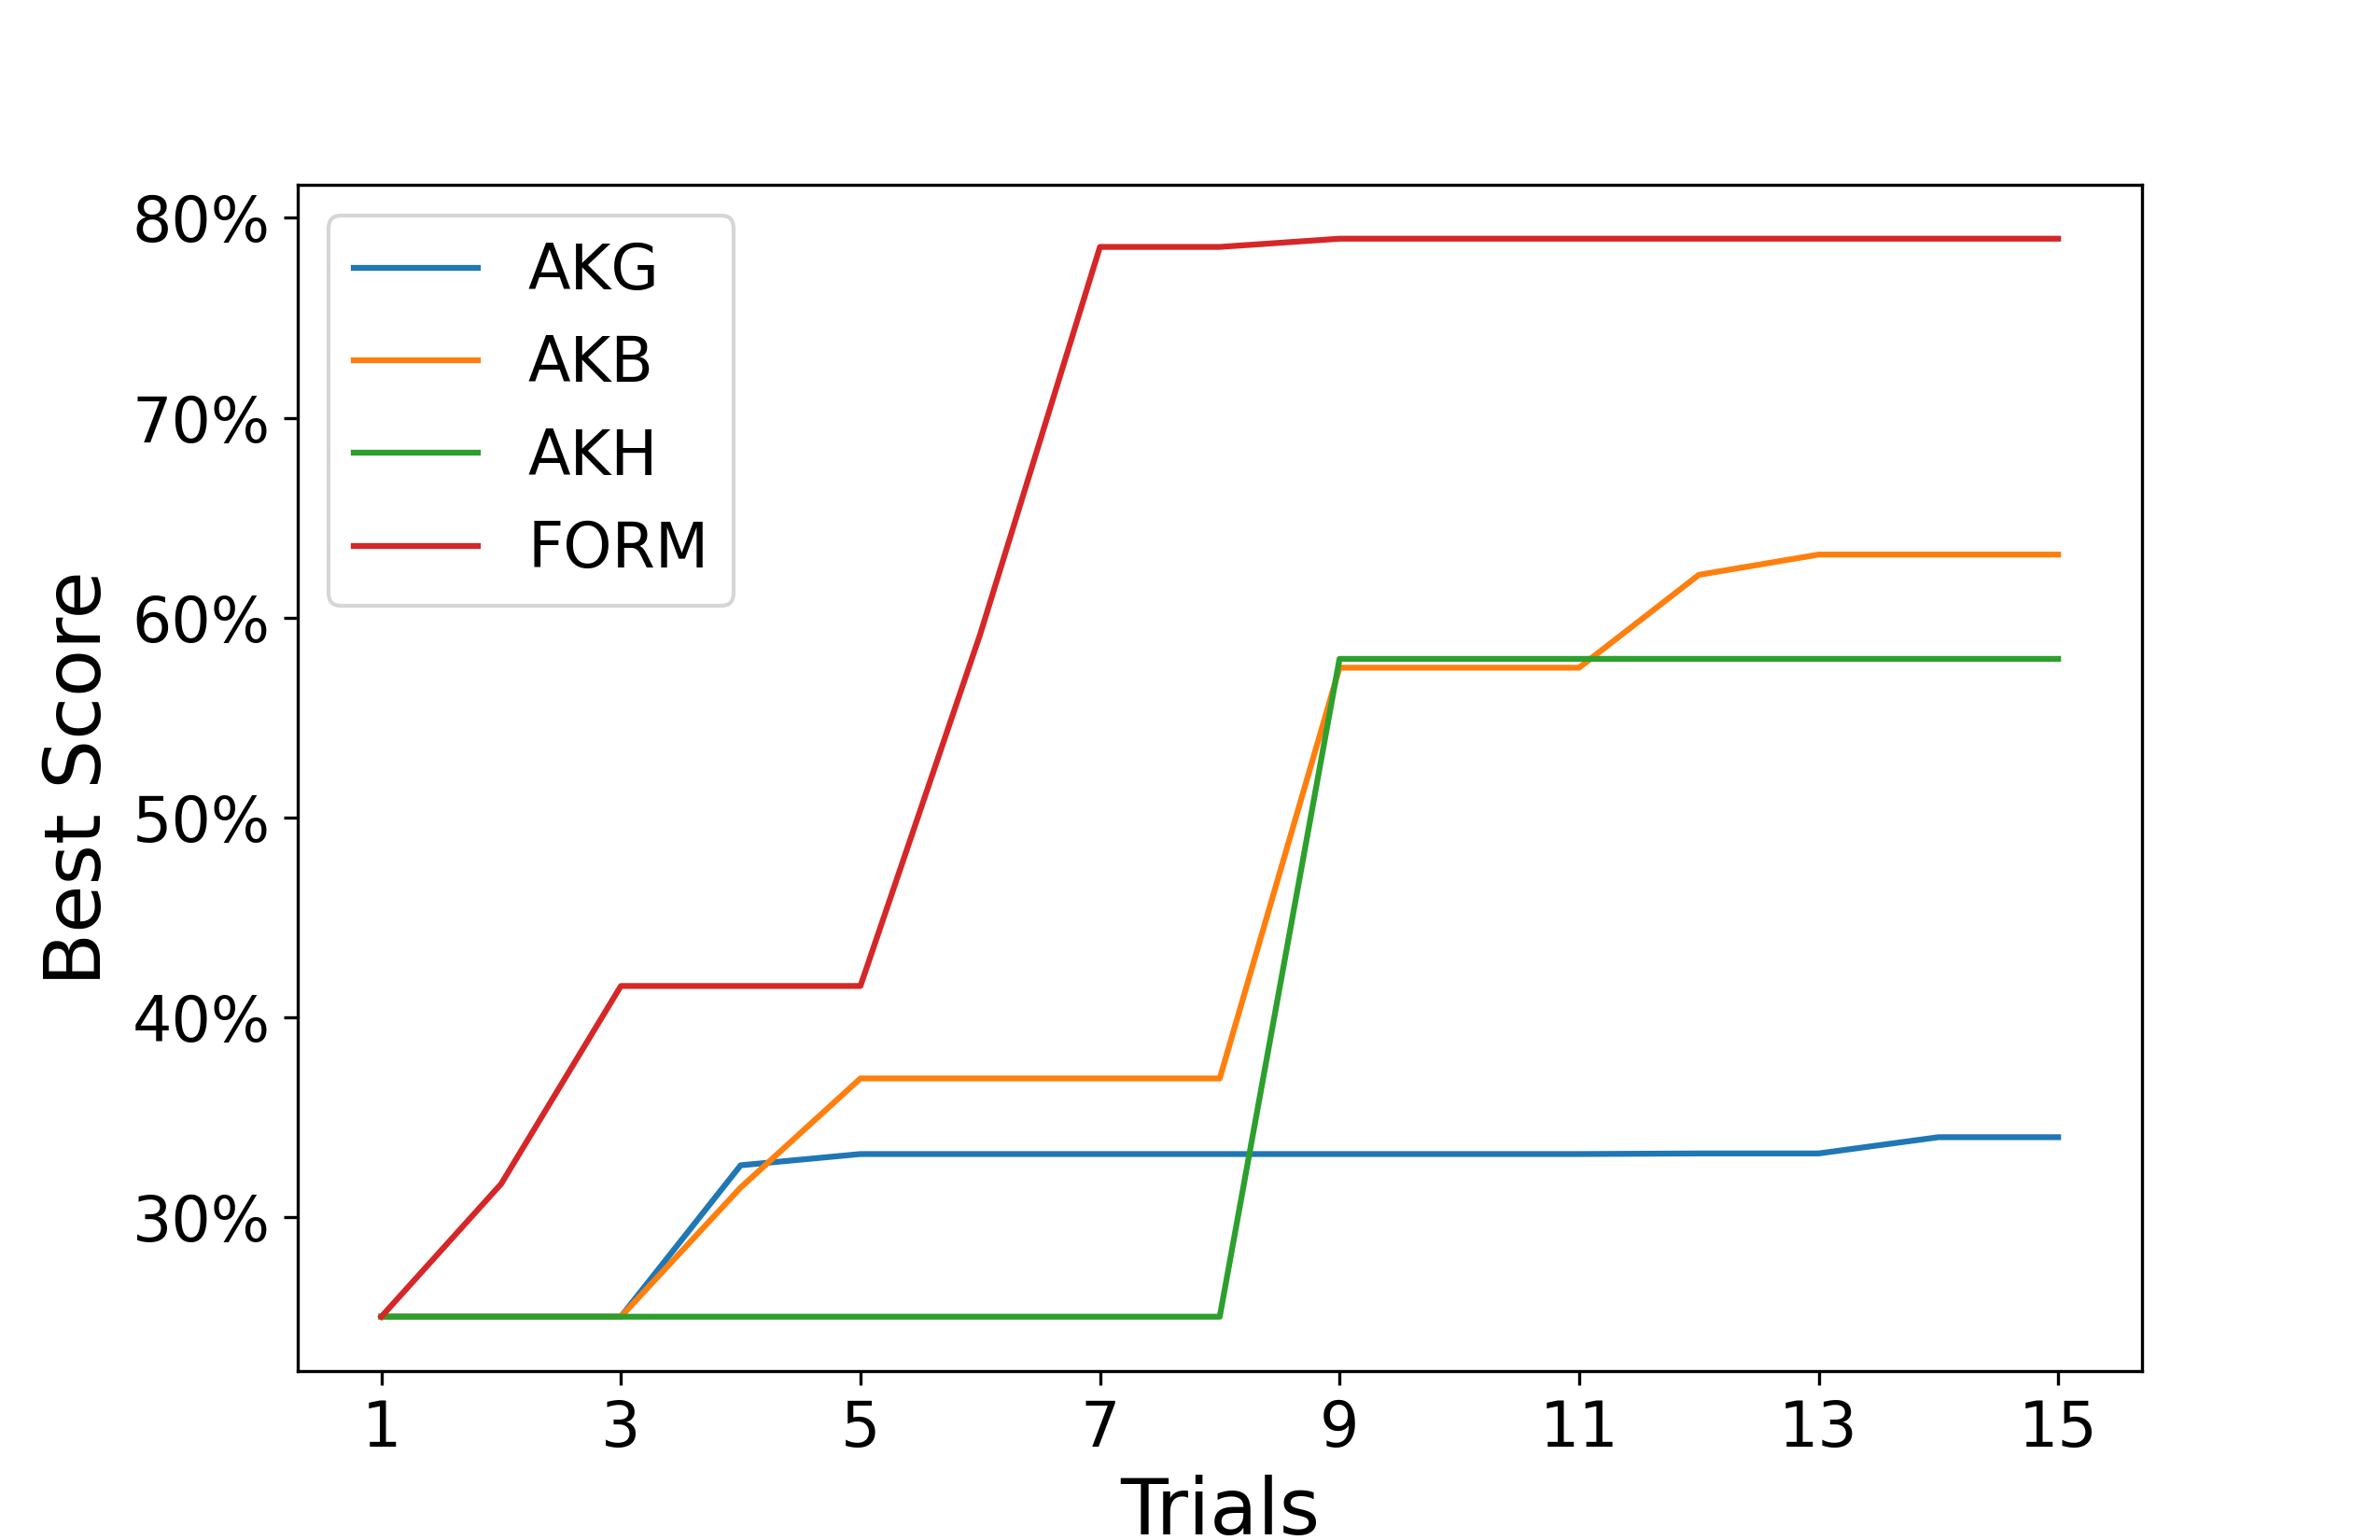 80%
70%
60%
50%
40%
30%
Best Score
AKG
AKB
AKH
FORM
1 3 5 7 9 11 13 15
Trials